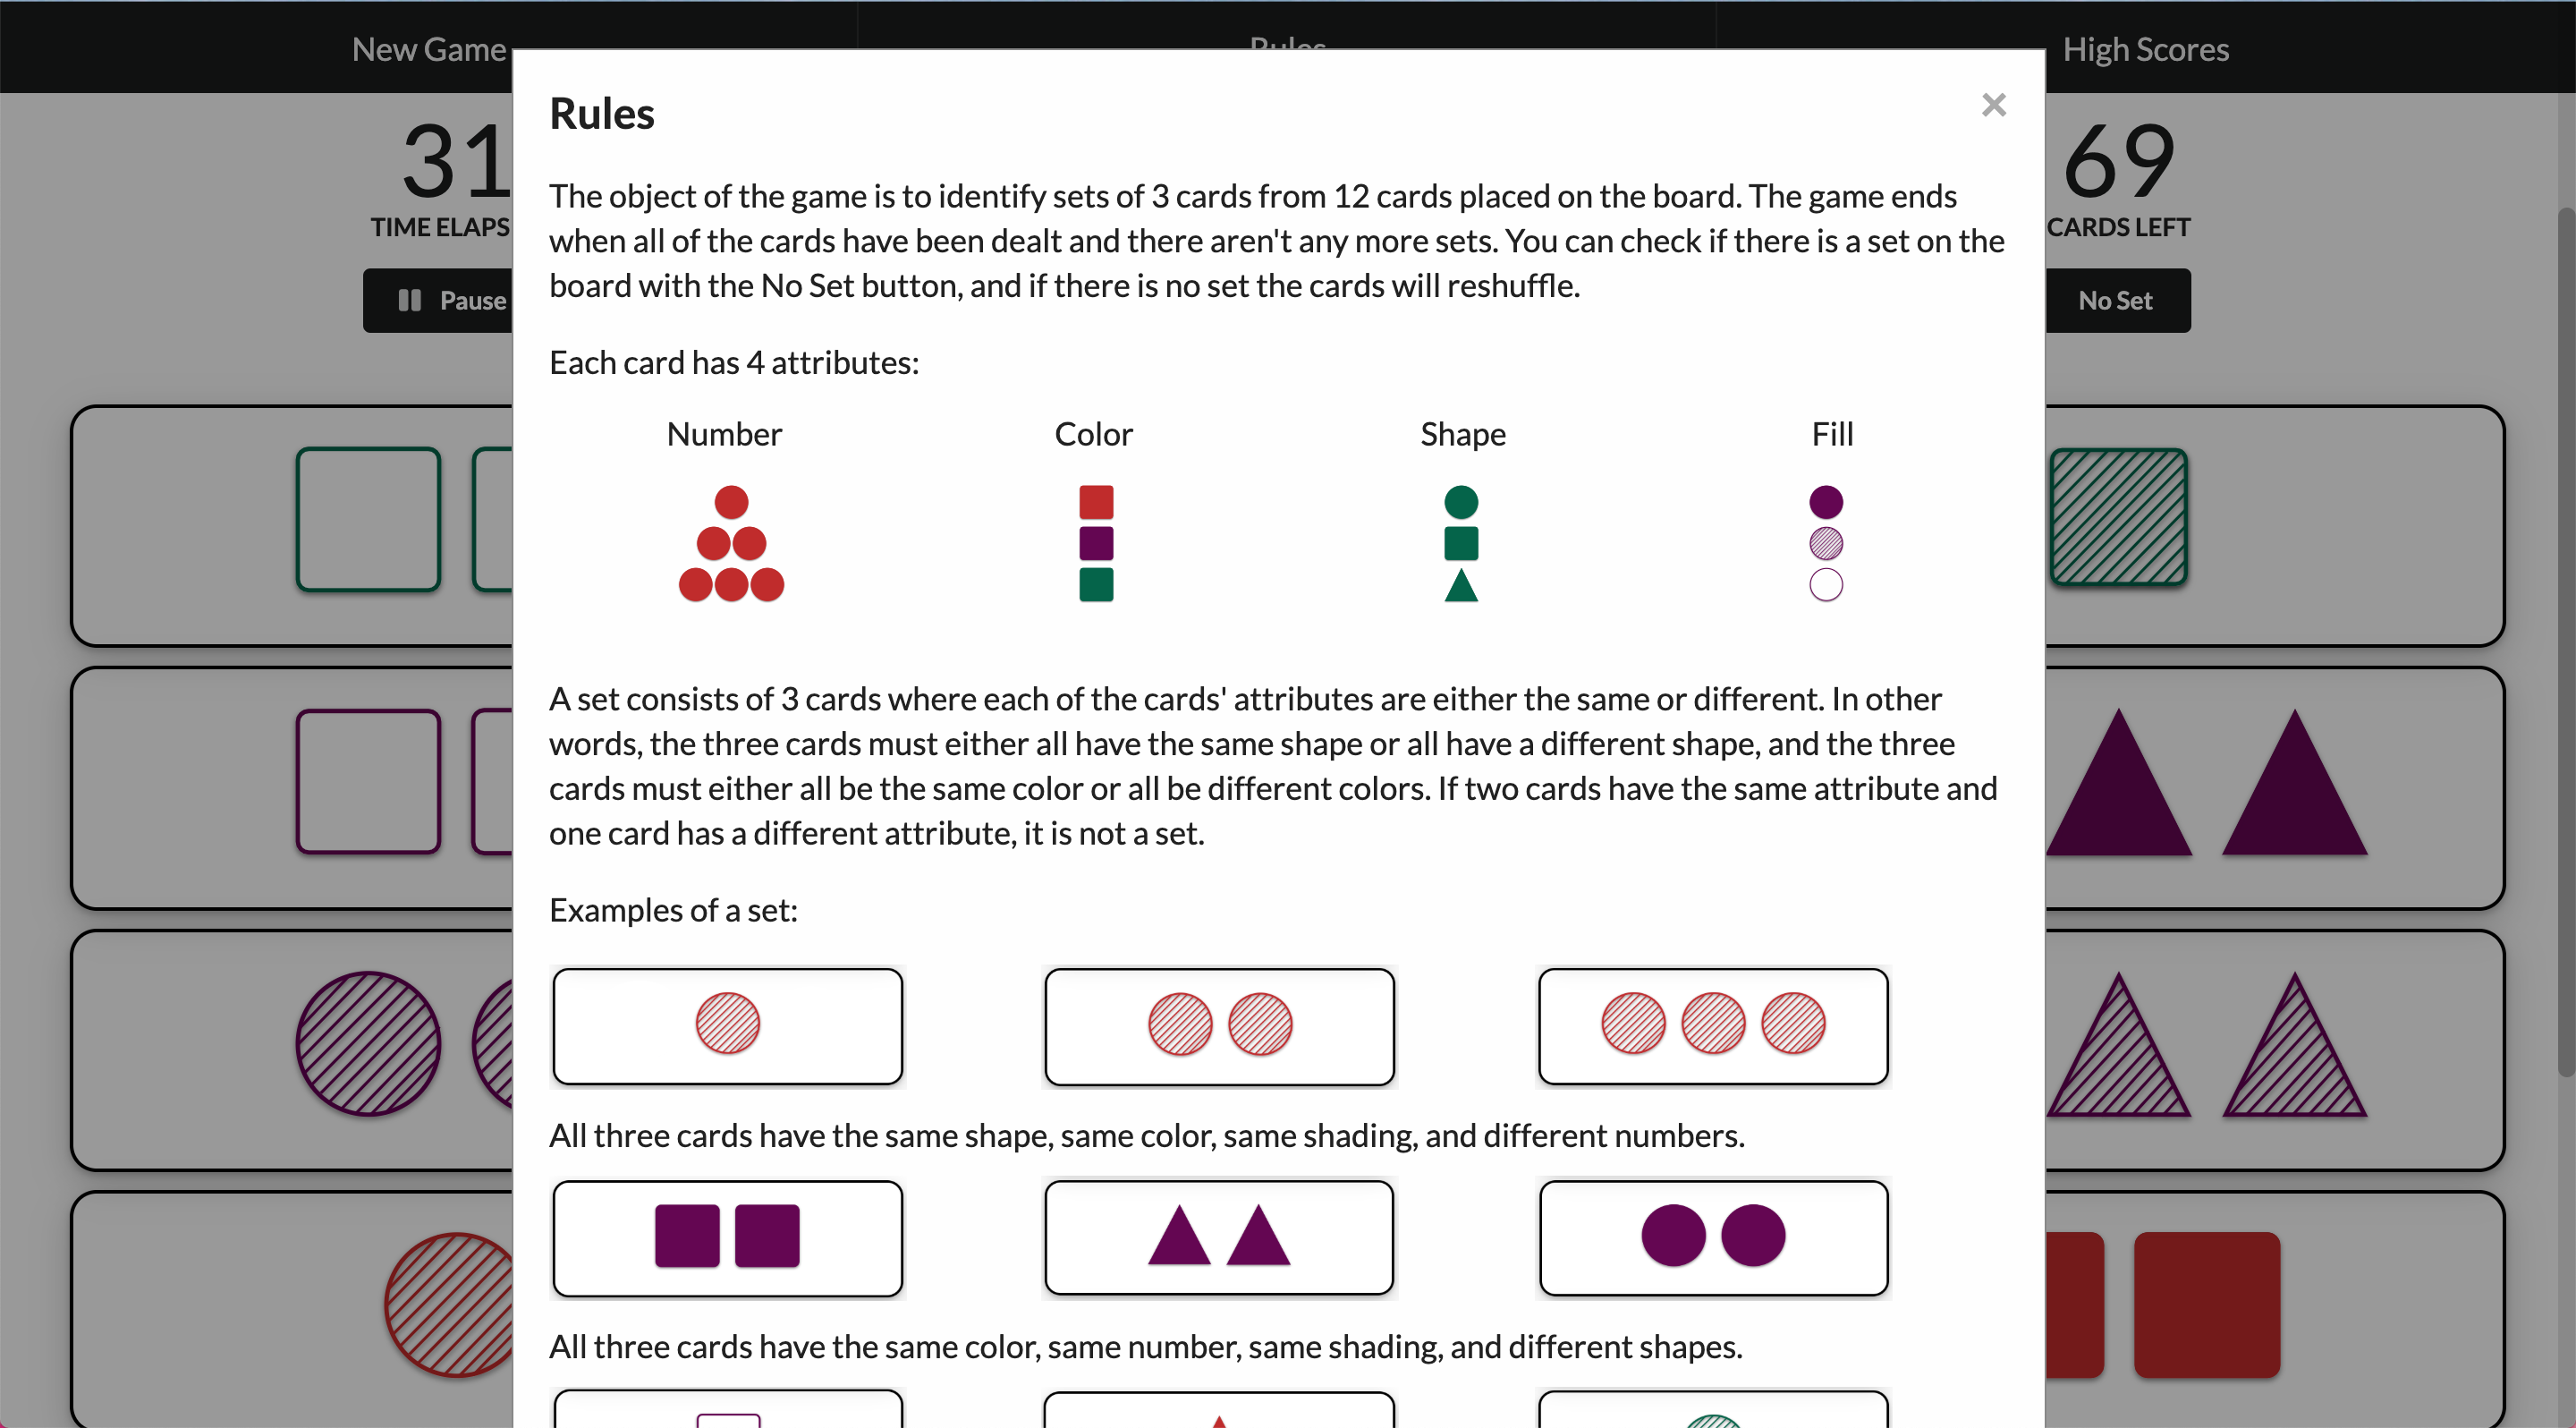 New Game
Rules
High Scores
Rules
×
31
TIME ELAPS
69
CARDS LEFT
Pause
No Set
The object of the game is to identify sets of 3 cards from 12 cards placed on the board. The game ends
when all of the cards have been dealt and there aren't any more sets. You can check if there is a set on the
board with the No Set button, and if there is no set the cards will reshuffle.
Each card has 4 attributes:
Number
Color
Shape
Fill
A set consists of 3 cards where each of the cards' attributes are either the same or different. In other
words, the three cards must either all have the same shape or all have a different shape, and the three
cards must either all be the same color or all be different colors. If two cards have the same attribute and
one card has a different attribute, it is not a set.
Examples of a set:
All three cards have the same shape, same color, same shading, and different numbers.
All three cards have the same color, same number, same shading, and different shapes.